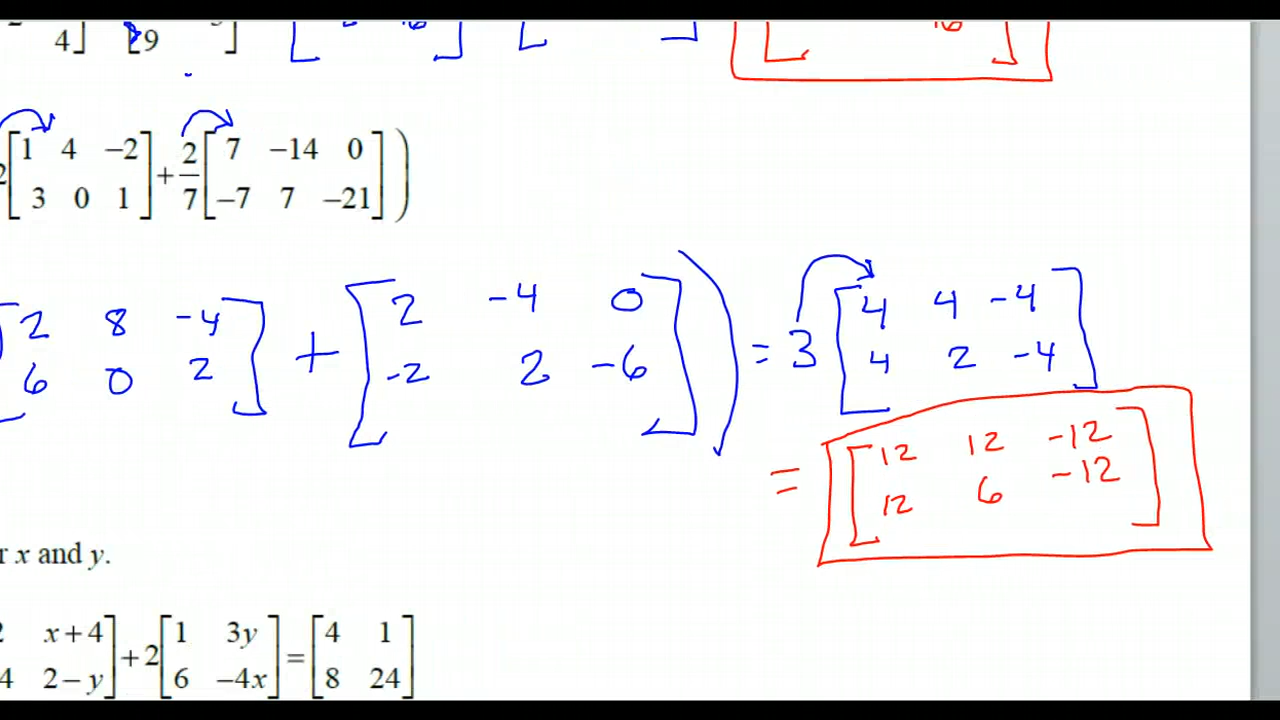 4] [9 ]
2[1 4 -2] + 2/7[7 -14 0])
[3 0 1] [-7 7 -21]
[2 8 -4] + [2 -4 0]) = 3[4 4 -4]
[6 0 2] [-2 2 -6] [4 2 -4]
= [12 12 -12]
[12 6 -12]
x and y.
x+4] + 2[1 3y] = [4 1]
4 2-y] [6 -4x] [8 24]